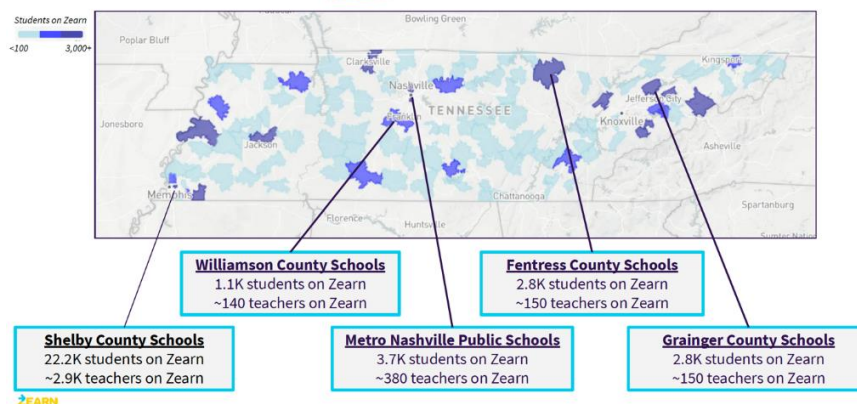 Students on Zearn
<100 3,000+
Bowling Green
Poplar Bluff
Clarksville
Kingsport
Nashville
Jefferson City
TENNESSEE
Jonesboro
Franklin
Knoxville
Jackson
Asheville
Memphis
Chattanooga
Spartanburg
Florence
Huntsville
Sumter Nation
Williamson County Schools
1.1K students on Zearn
~140 teachers on Zearn
Fentress County Schools
2.8K students on Zearn
~150 teachers on Zearn
Shelby County Schools
22.2K students on Zearn
~2.9K teachers on Zearn
Metro Nashville Public Schools
3.7K students on Zearn
~380 teachers on Zearn
Grainger County Schools
2.8K students on Zearn
~150 teachers on Zearn
ZEARN